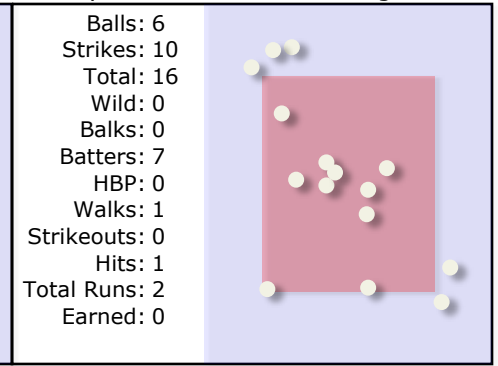 Balls: 6
Strikes: 10
Total: 16
Wild: 0
Balks: 0
Batters: 7
HBP: 0
Walks: 1
Strikeouts: 0
Hits: 1
Total Runs: 2
Earned: 0